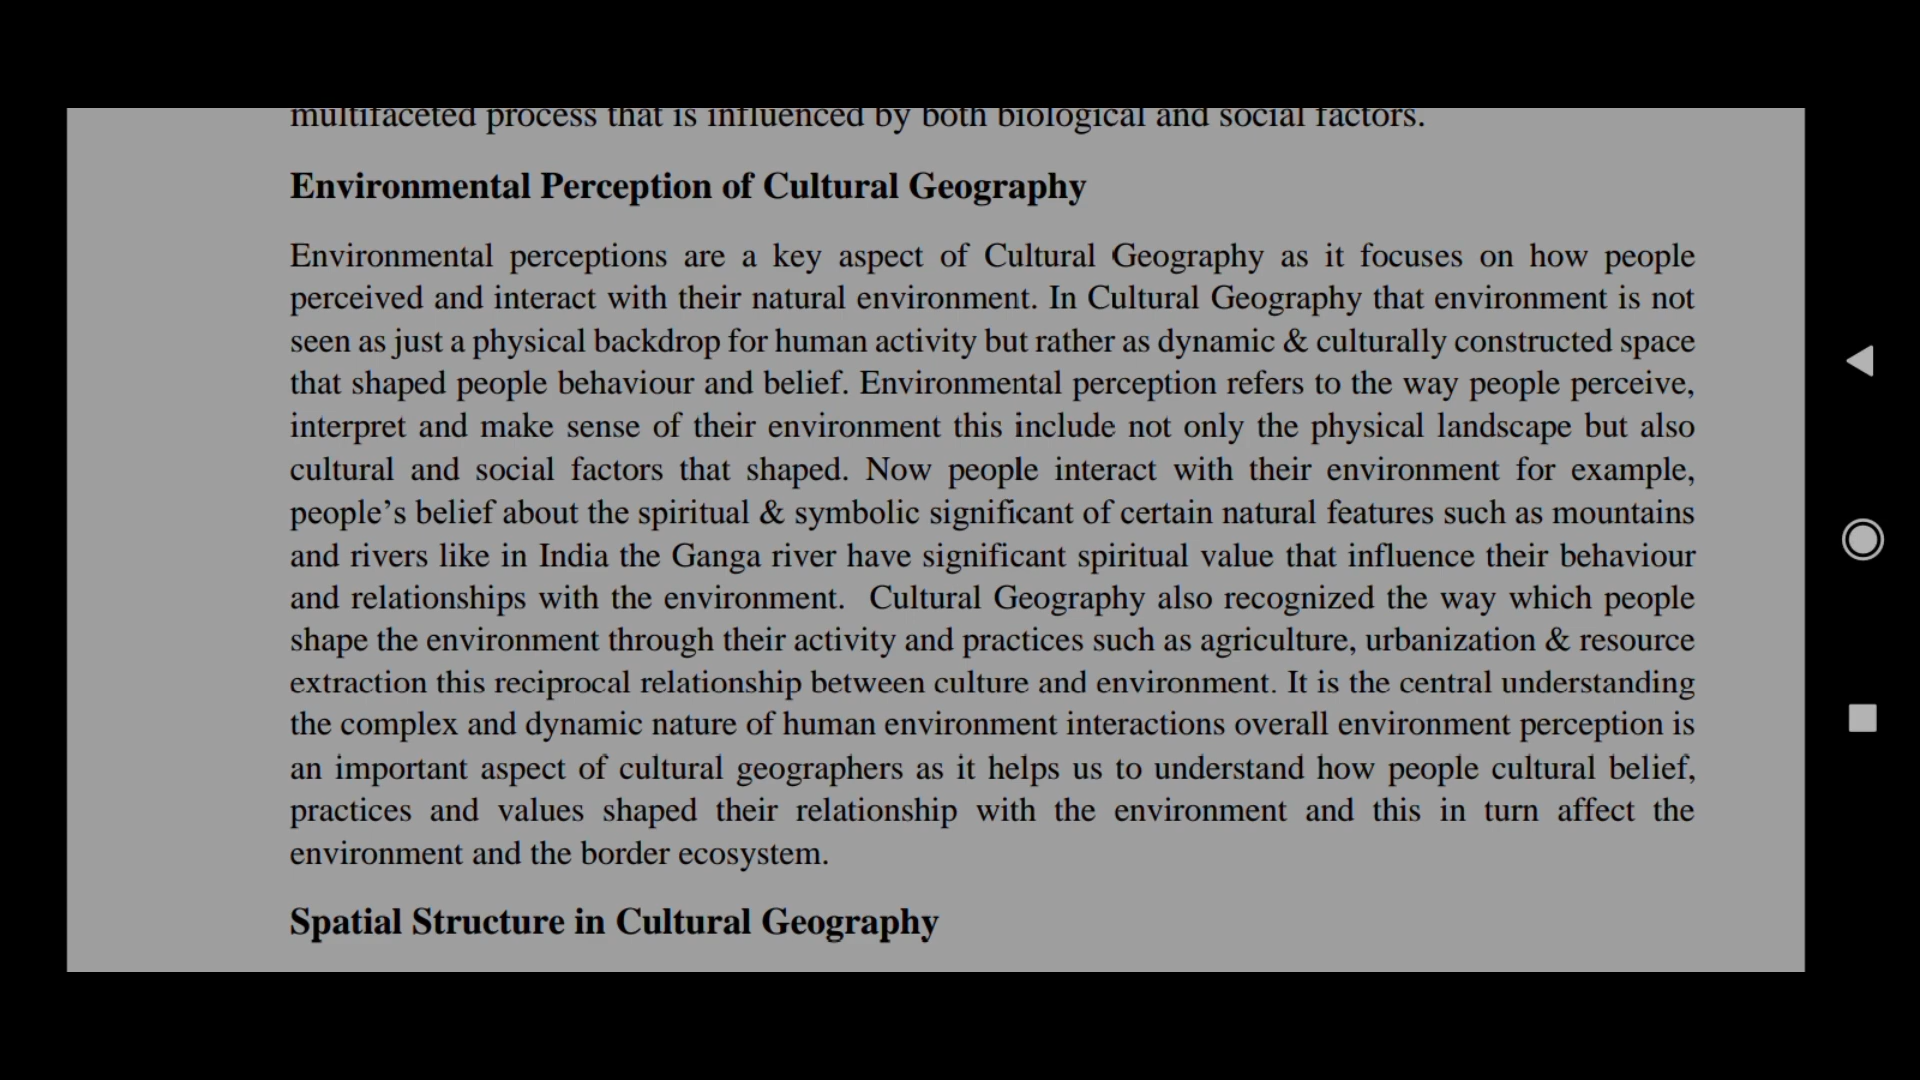 multifaceted process that is influenced by both biological and social factors.
Environmental Perception of Cultural Geography
Environmental perceptions are a key aspect of Cultural Geography as it focuses on how people
perceived and interact with their natural environment. In Cultural Geography that environment is not
seen as just a physical backdrop for human activity but rather as dynamic & culturally constructed space
that shaped people behaviour and belief. Environmental perception refers to the way people perceive,
interpret and make sense of their environment this include not only the physical landscape but also
cultural and social factors that shaped. Now people interact with their environment for example,
people’s belief about the spiritual & symbolic significant of certain natural features such as mountains
and rivers like in India the Ganga river have significant spiritual value that influence their behaviour
and relationships with the environment.  Cultural Geography also recognized the way which people
shape the environment through their activity and practices such as agriculture, urbanization & resource
extraction this reciprocal relationship between culture and environment. It is the central understanding
the complex and dynamic nature of human environment interactions overall environment perception is
an important aspect of cultural geographers as it helps us to understand how people cultural belief,
practices and values shaped their relationship with the environment and this in turn affect the
environment and the border ecosystem.
Spatial Structure in Cultural Geography